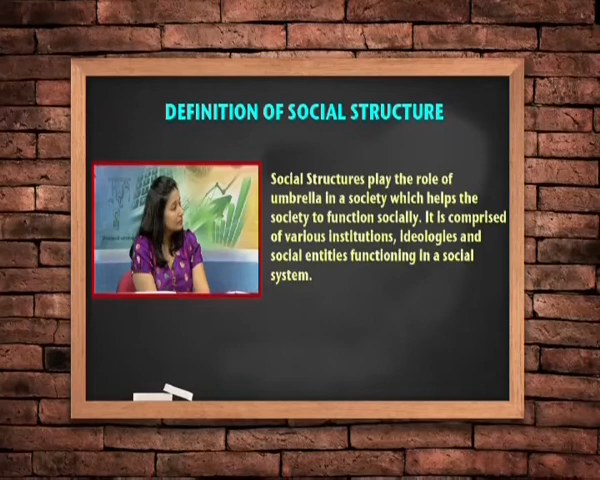 DEFINITION OF SOCIAL STRUCTURE
Social Structures play the role of
umbrella in a society which helps the
society to function socially. It is comprised
of various institutions, ideologies and
social entities functioning in a social
system.